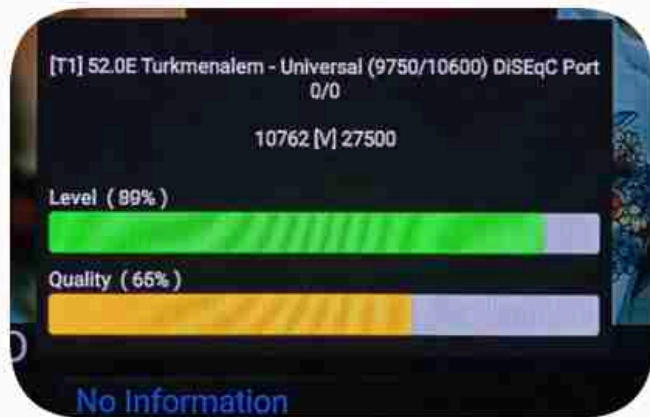 [T1] 52.0E Turkmenalem - Universal (9750/10600) DiSEqC Port
0/0
10762 [V] 27500
Level ( 89% )
Quality ( 65% )
No Information